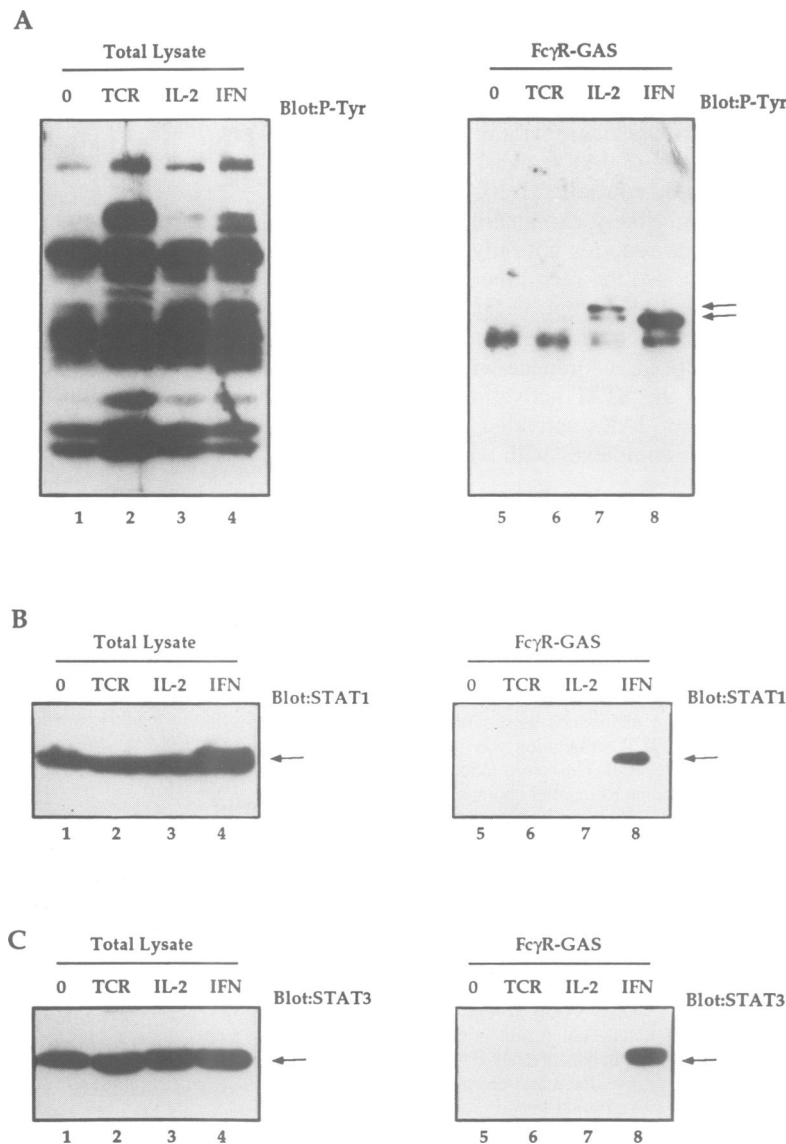 A
Total Lysate
0 TCR IL-2 IFN
Blot:P-Tyr
1 2 3 4
FcγR-GAS
0 TCR IL-2 IFN
Blot:P-Tyr
5 6 7 8
B
Total Lysate
0 TCR IL-2 IFN
Blot:STAT1
1 2 3 4
FcγR-GAS
0 TCR IL-2 IFN
Blot:STAT1
5 6 7 8
C
Total Lysate
0 TCR IL-2 IFN
Blot:STAT3
1 2 3 4
FcγR-GAS
0 TCR IL-2 IFN
Blot:STAT3
5 6 7 8